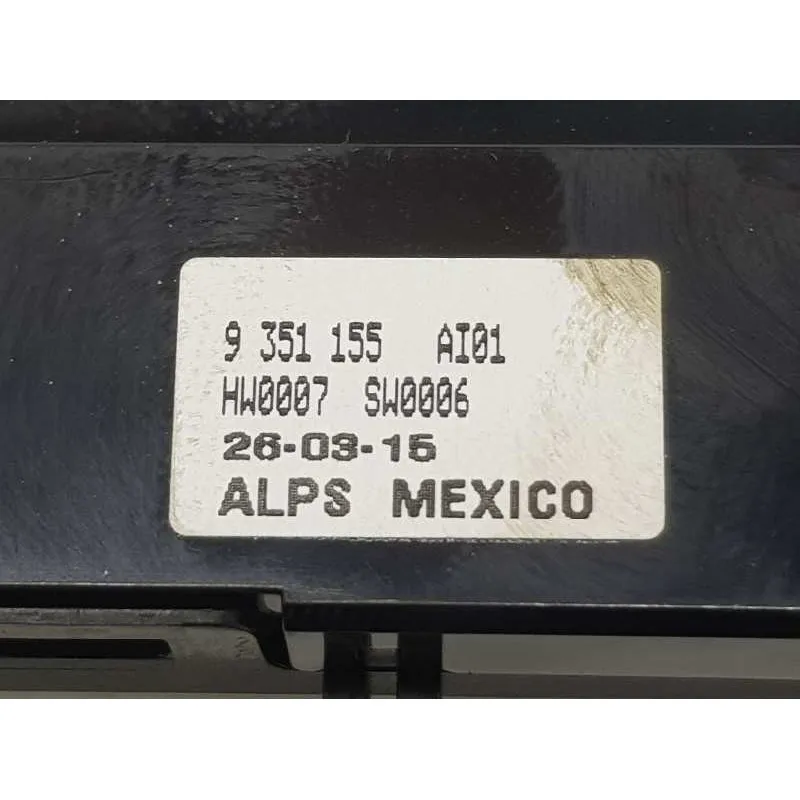 9 351 155 AI01
HW0007 SW0006
26-03-15
ALPS MEXICO